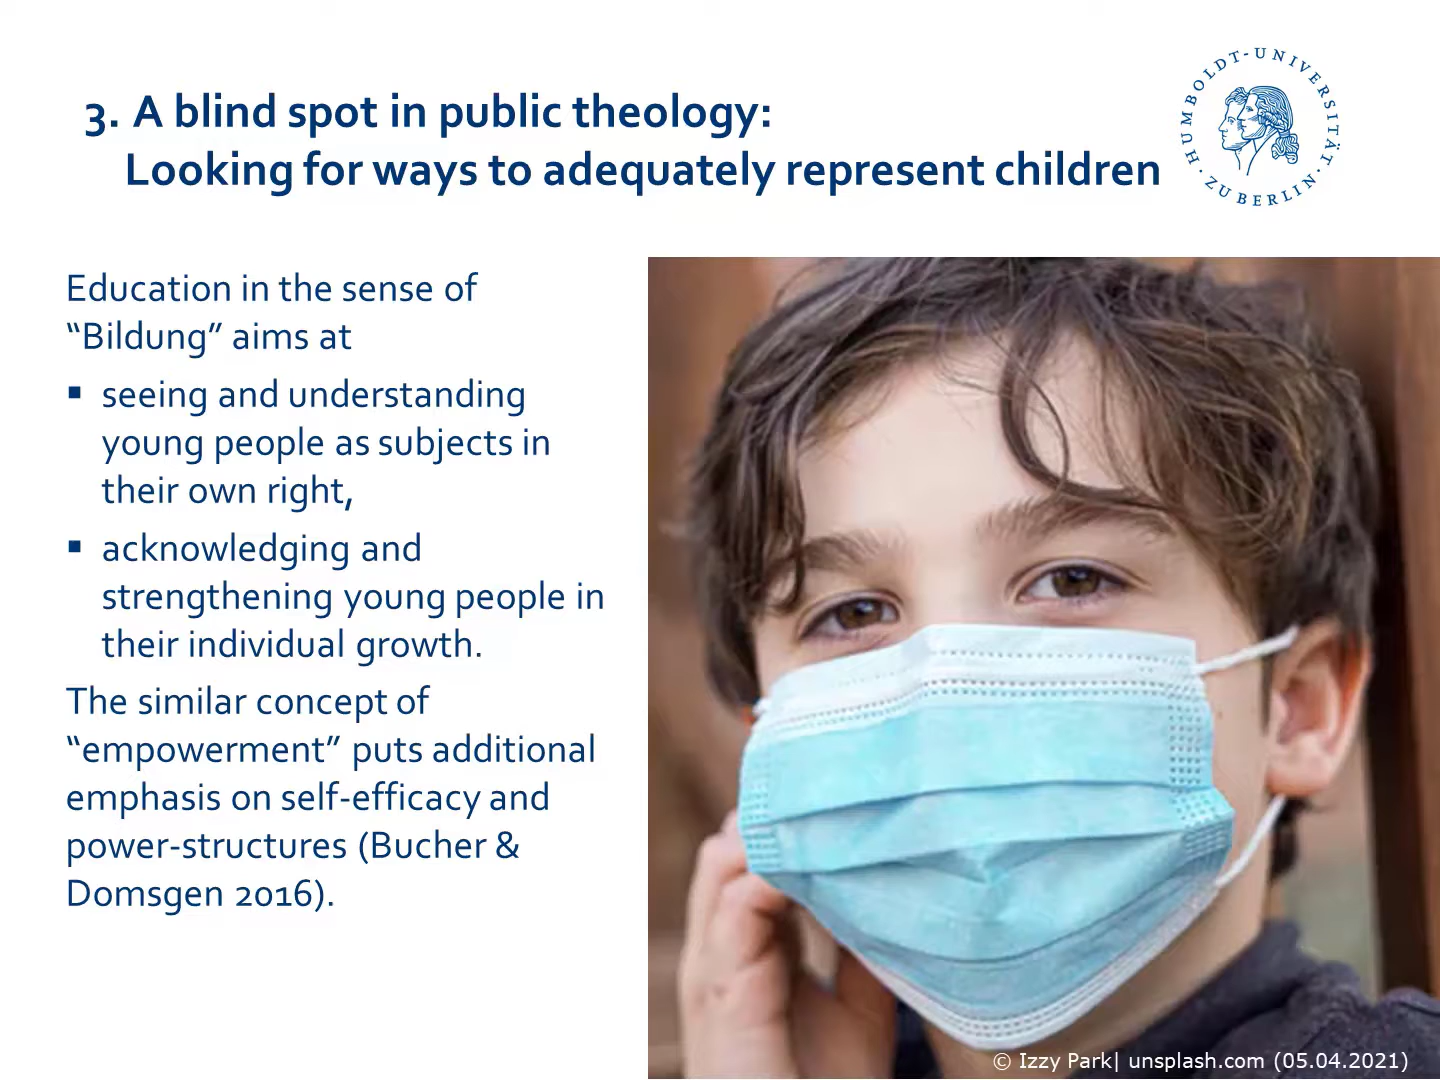 3. A blind spot in public theology:
Looking for ways to adequately represent children
HUMBOLDT-UNIVERSITÄT
· ZU BERLIN ·
Education in the sense of
“Bildung” aims at
▪ seeing and understanding
young people as subjects in
their own right,
▪ acknowledging and
strengthening young people in
their individual growth.
The similar concept of
“empowerment” puts additional
emphasis on self-efficacy and
power-structures (Bucher &
Domsgen 2016).
© Izzy Park| unsplash.com (05.04.2021)